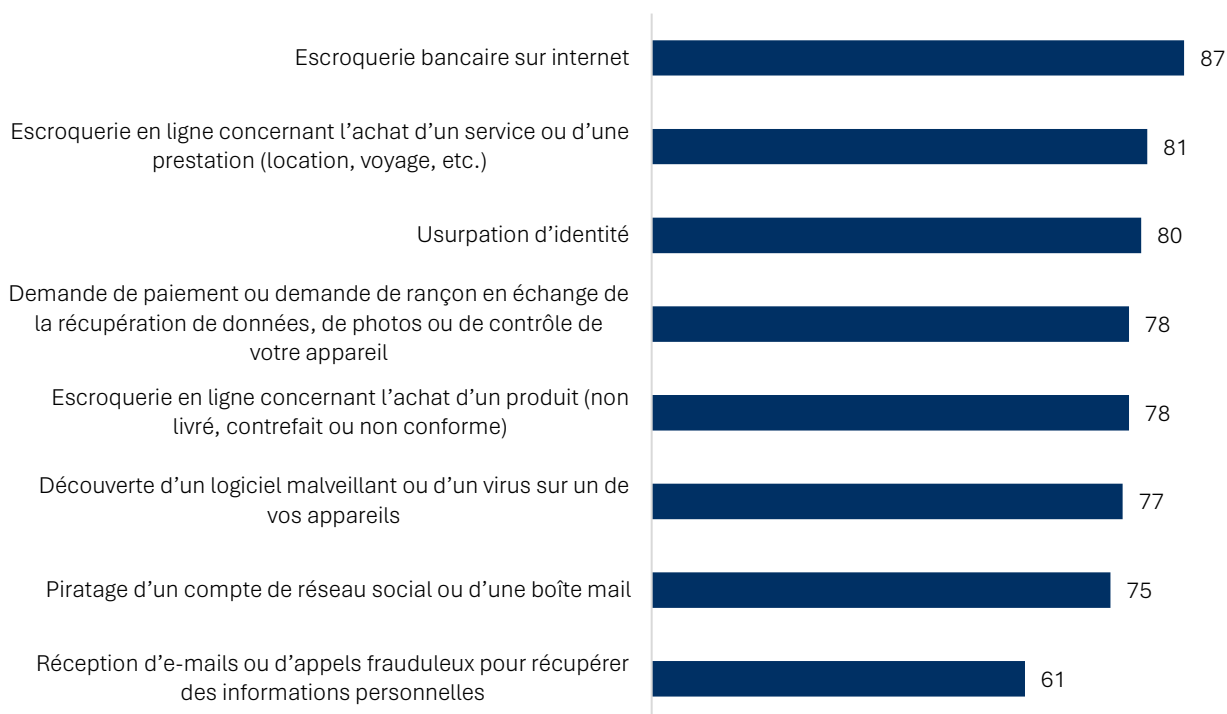 Escroquerie bancaire sur internet
87
Escroquerie en ligne concernant l’achat d’un service ou d’une
prestation (location, voyage, etc.)
81
Usurpation d’identité
80
Demande de paiement ou demande de rançon en échange de
la récupération de données, de photos ou de contrôle de
votre appareil
78
Escroquerie en ligne concernant l’achat d’un produit (non
livré, contrefait ou non conforme)
78
Découverte d’un logiciel malveillant ou d’un virus sur un de
vos appareils
77
Piratage d’un compte de réseau social ou d’une boîte mail
75
Réception d’e-mails ou d’appels frauduleux pour récupérer
des informations personnelles
61